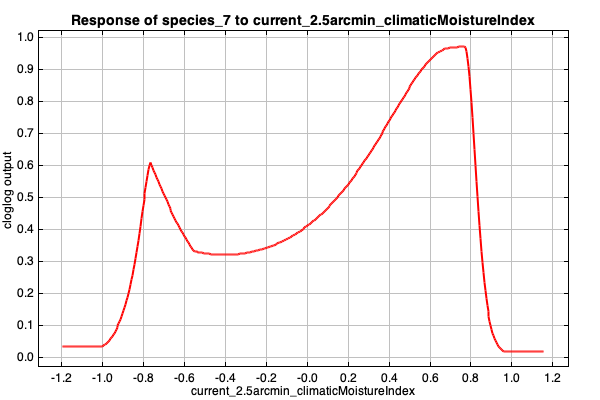 Response of species_7 to current_2.5arcmin_climaticMoistureIndex
1.0
0.9
0.8
0.7
0.6
0.5
0.4
0.3
0.2
0.1
0.0
cloglog output
-1.2 -1.0 -0.8 -0.6 -0.4 -0.2 -0.0 0.2 0.4 0.6 0.8 1.0 1.2
current_2.5arcmin_climaticMoistureIndex